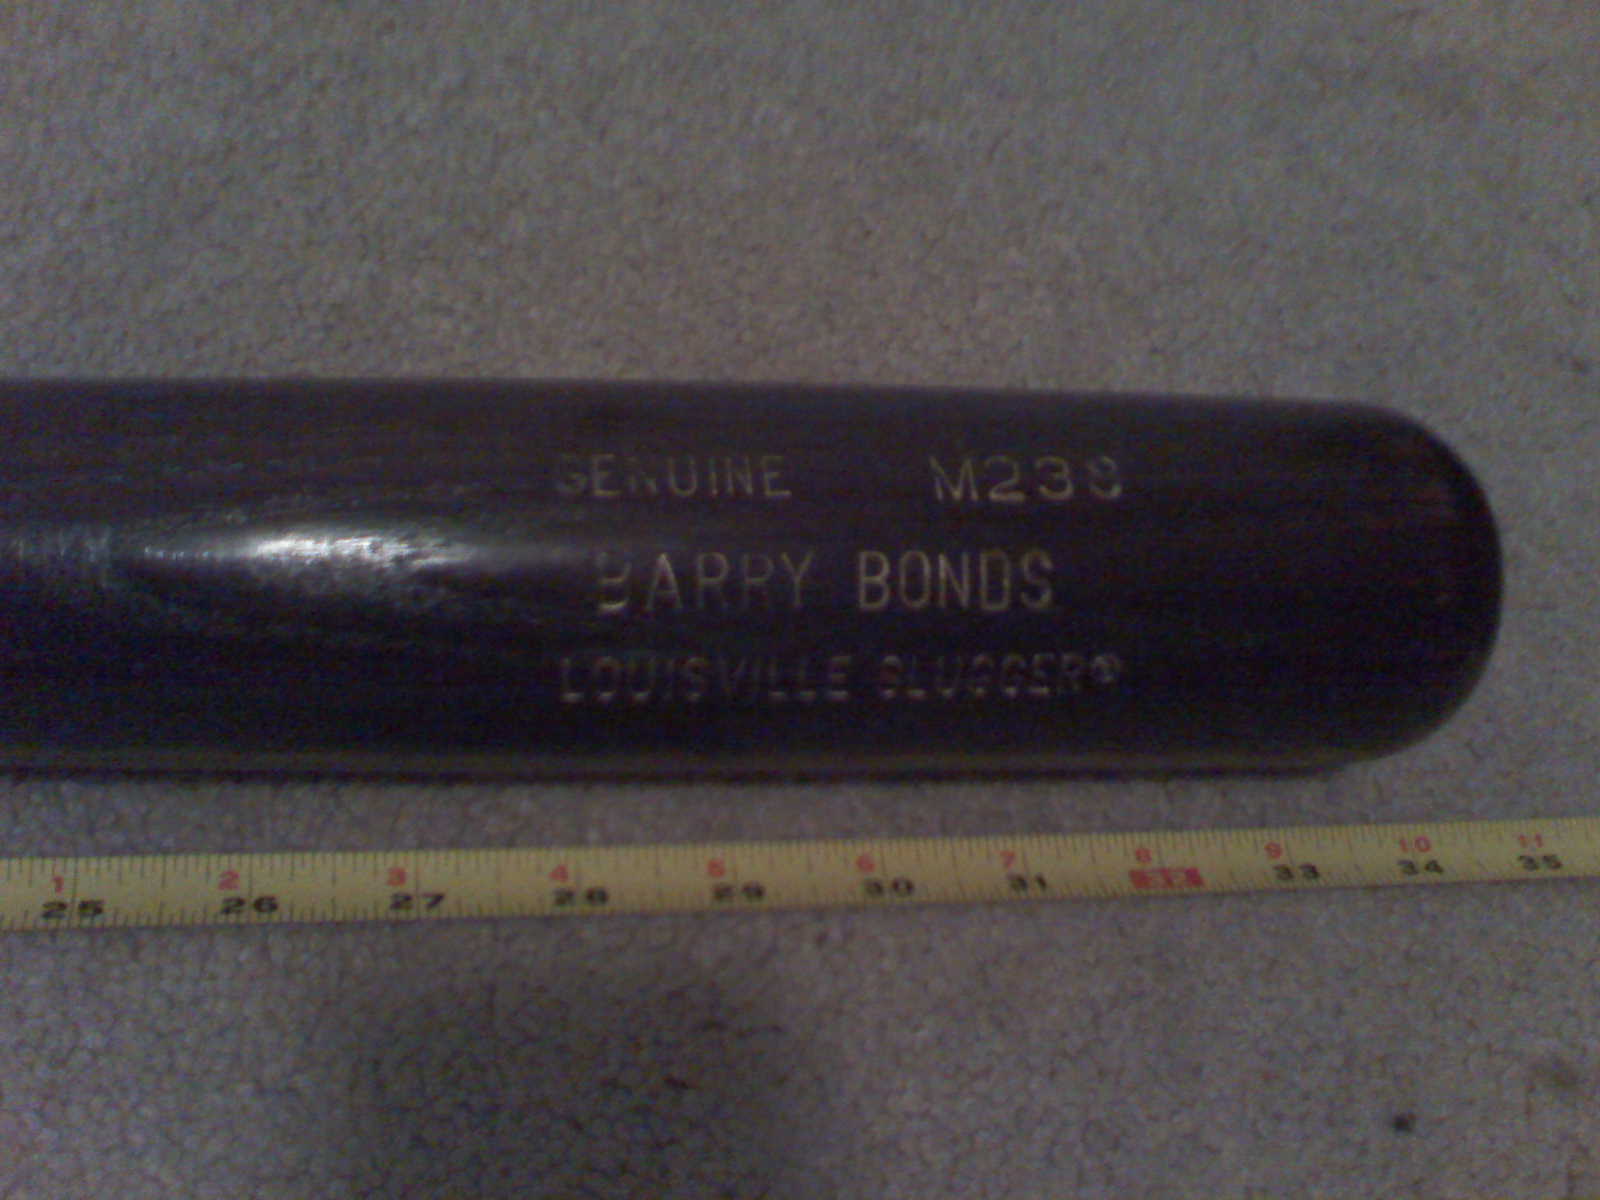 GENUINE M238
BARRY BONDS
LOUISVILLE SLUGGER®
1 2 3 4 5 6 7 8 9 10 11
25 26 27 28 29 30 31 32 33 34 35